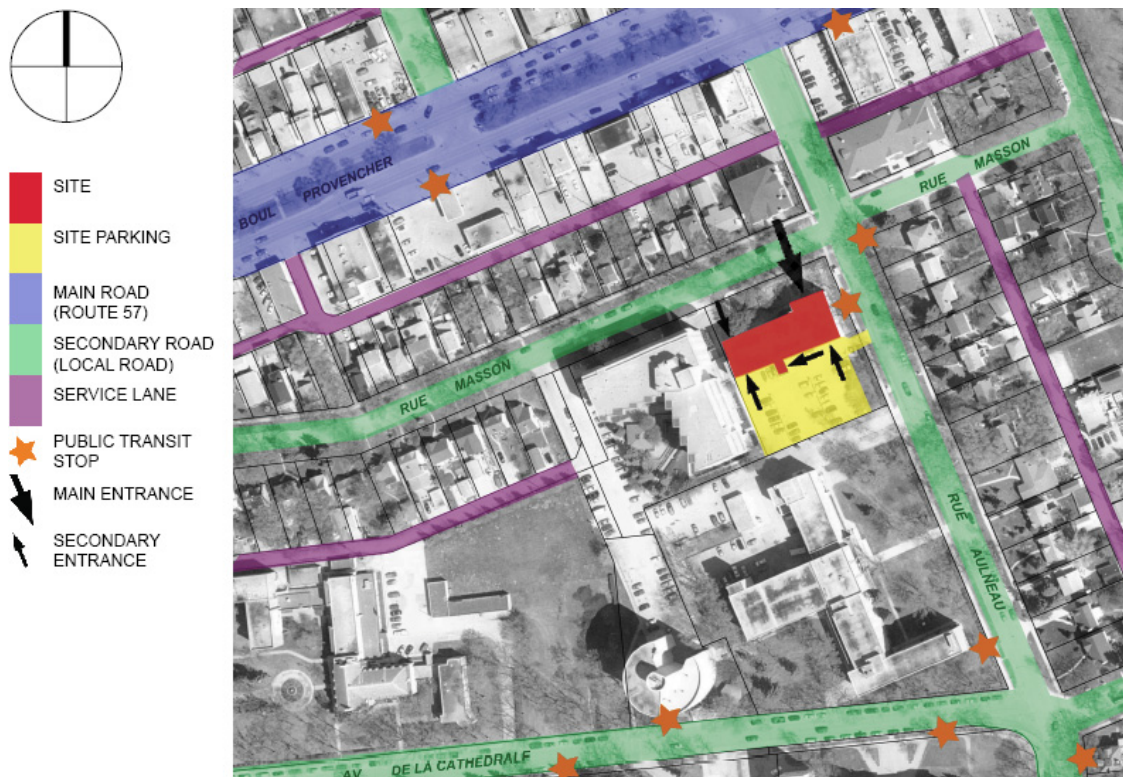 SITE
SITE PARKING
MAIN ROAD
(ROUTE 57)
SECONDARY ROAD
(LOCAL ROAD)
SERVICE LANE
PUBLIC TRANSIT
STOP
MAIN ENTRANCE
SECONDARY
ENTRANCE
BOUL PROVENCHER
RUE MASSON
RUE MASSON
RUE AULNEAU
AV DE LA CATHÉDRALE